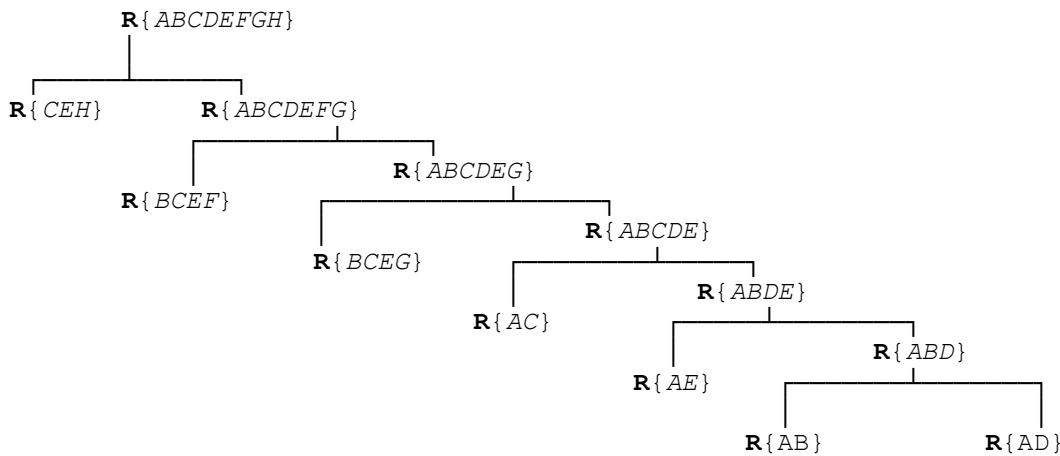 R{ABCDEFGH}
R{CEH} R{ABCDEFG}
R{ABCDEG}
R{BCEF}
R{ABCDE}
R{BCEG}
R{ABDE}
R{AC}
R{ABD}
R{AE}
R{AB} R{AD}